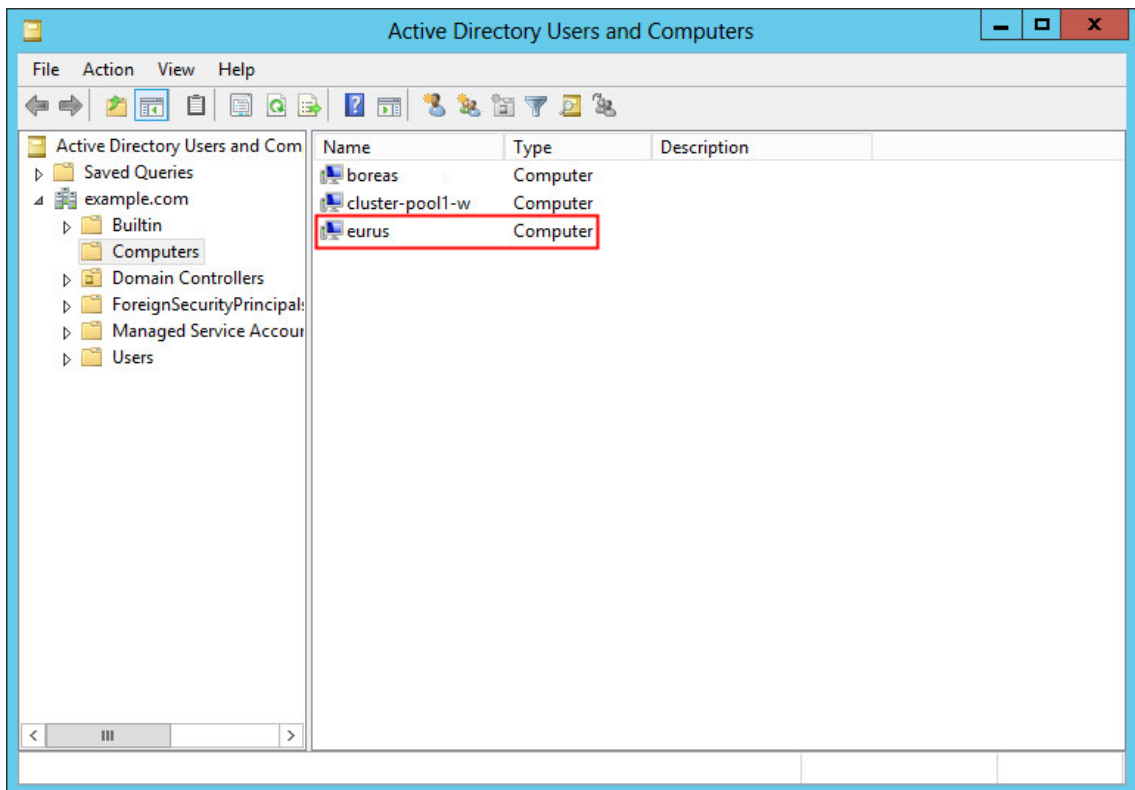 Active Directory Users and Computers
File Action View Help
Active Directory Users and Com
Saved Queries
example.com
Builtin
Computers
Domain Controllers
ForeignSecurityPrincipal
Managed Service Accour
Users
Name Type Description
boreas Computer
cluster-pool1-w Computer
eurus Computer